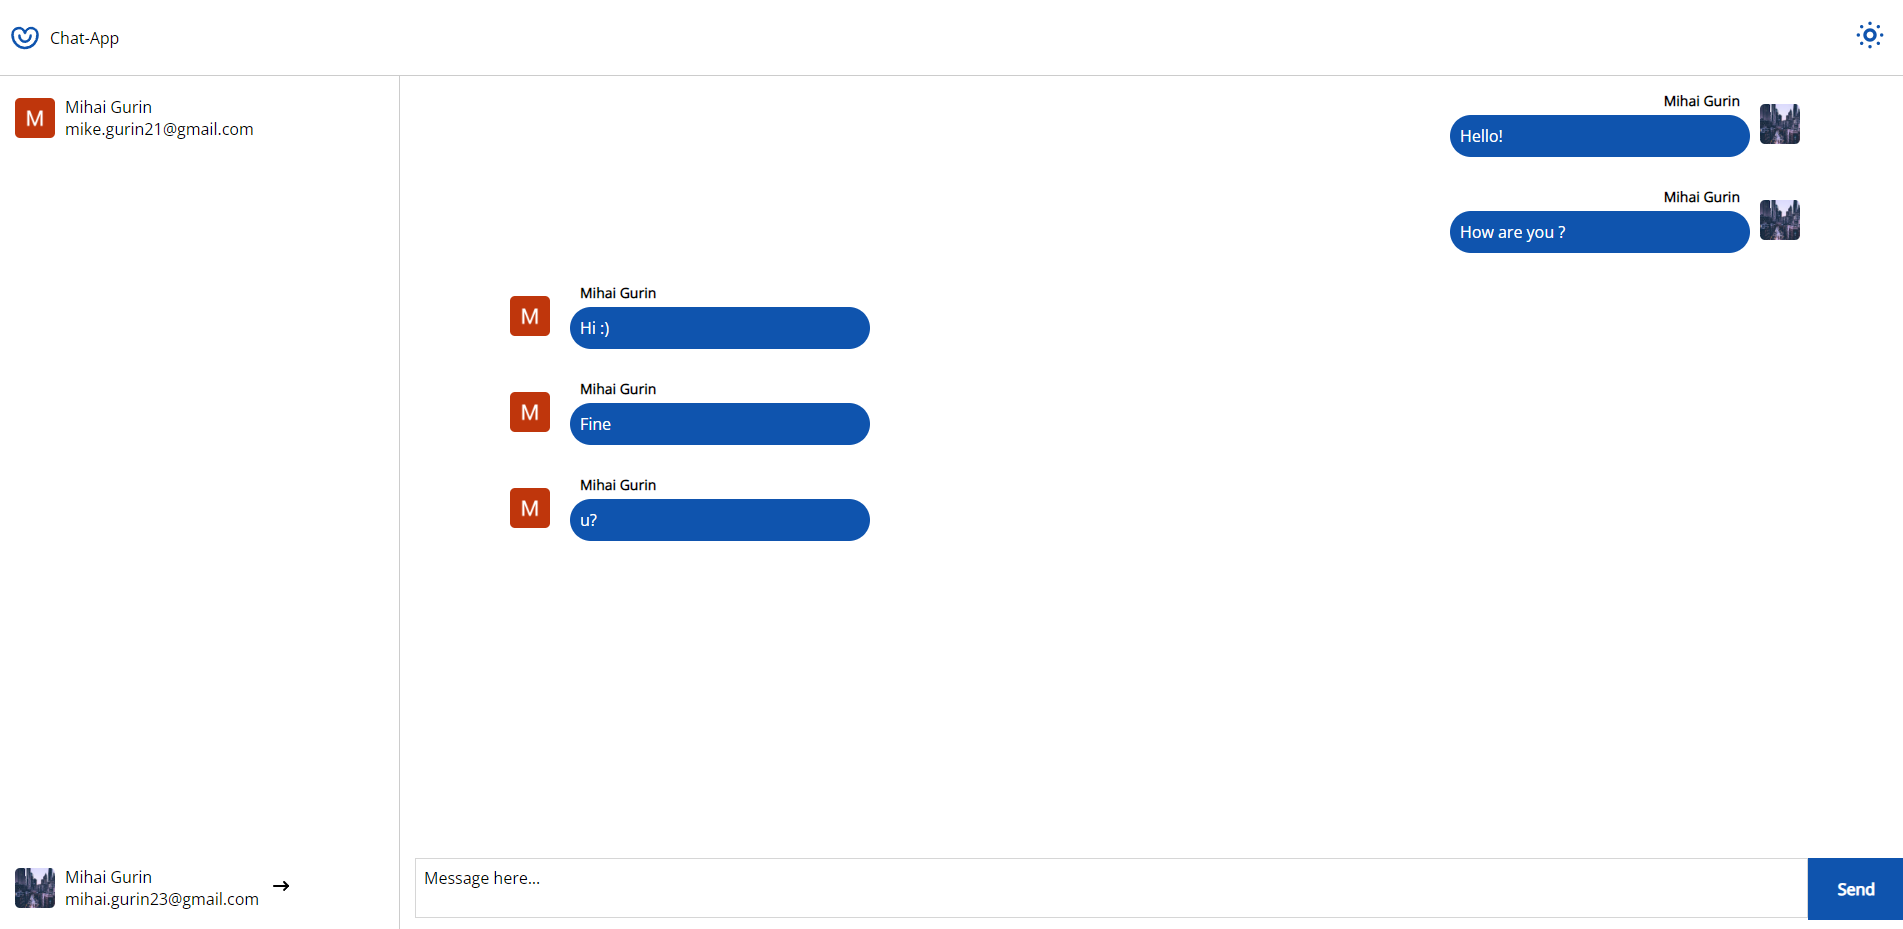 Chat-App
M
Mihai Gurin
mike.gurin21@gmail.com
Mihai Gurin
Hello!
Mihai Gurin
How are you ?
Mihai Gurin
M
Hi :)
Mihai Gurin
M
Fine
Mihai Gurin
M
u?
Mihai Gurin
mihai.gurin23@gmail.com
Message here...
Send